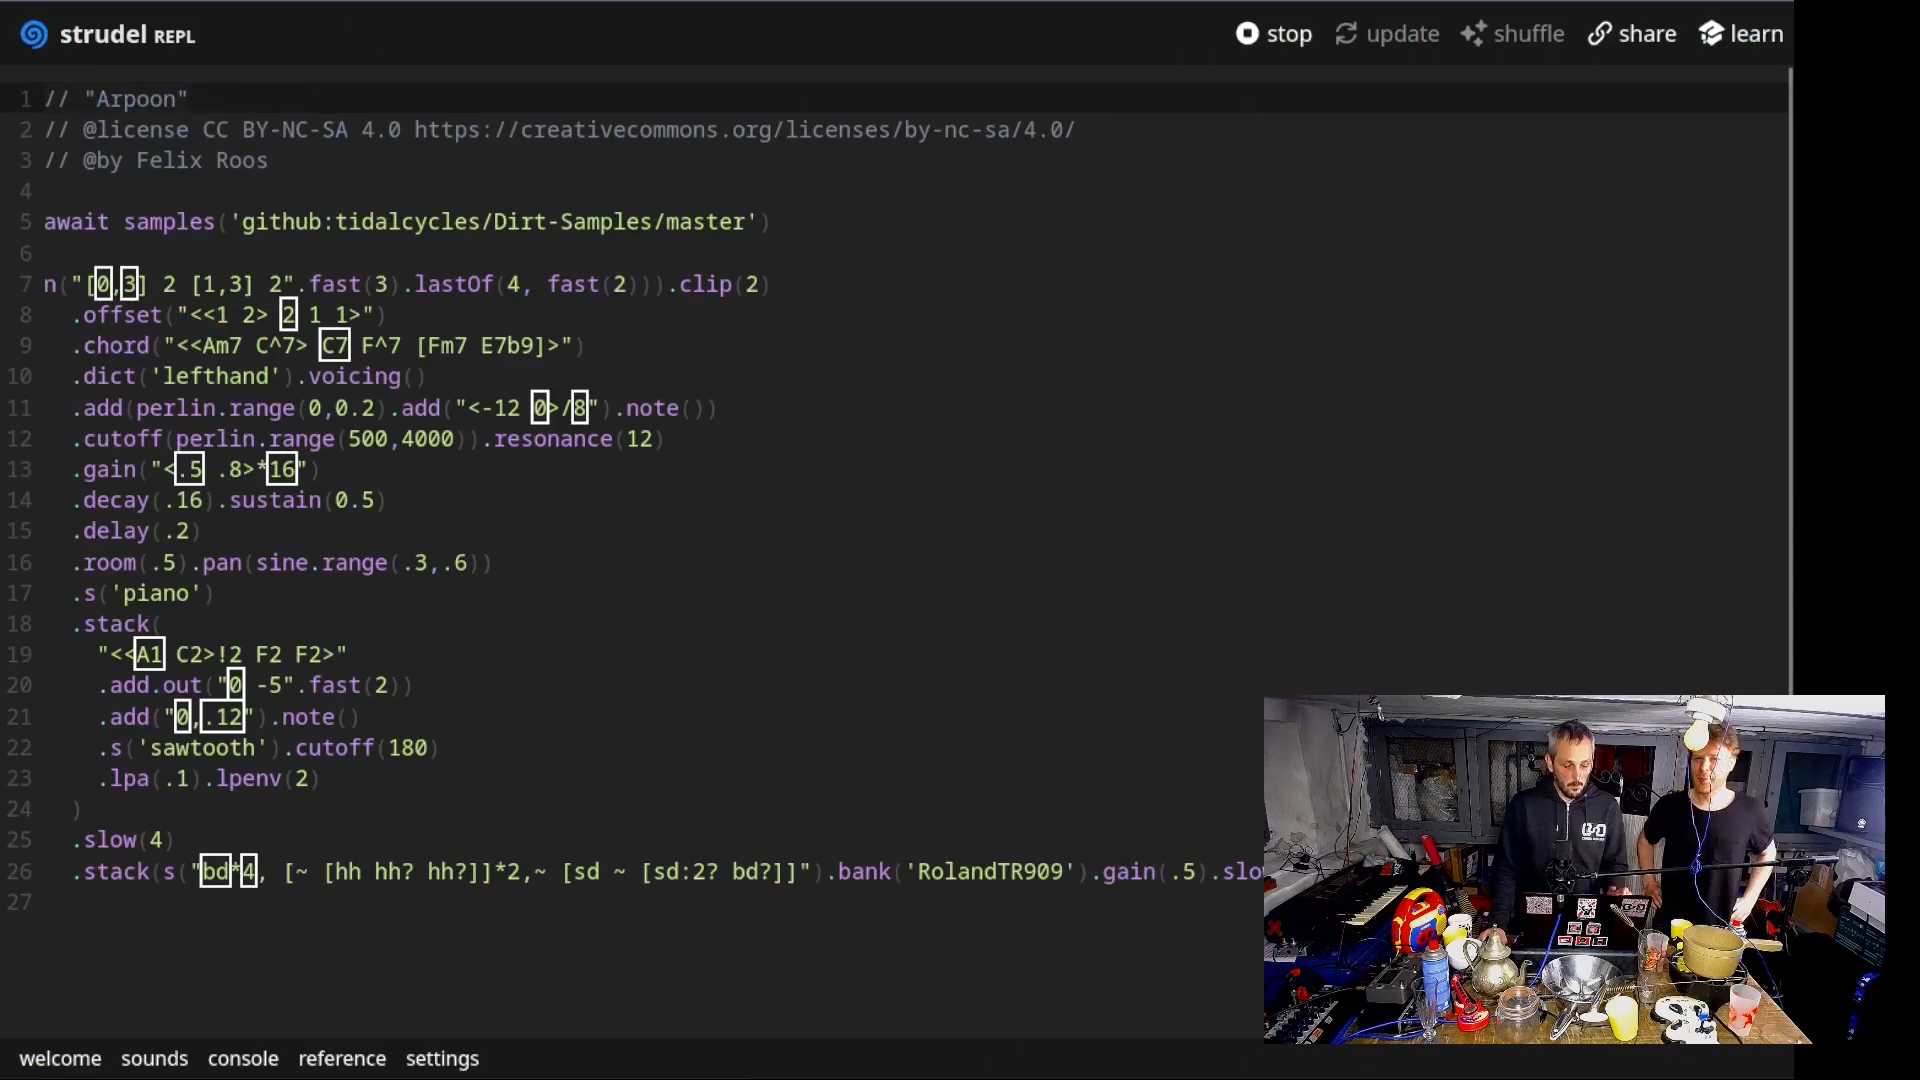 strudel REPL
stop update shuffle share learn
1 // "Arpoon"
2 // @license CC BY-NC-SA 4.0 https://creativecommons.org/licenses/by-nc-sa/4.0/
3 // @by Felix Roos
4
5 await samples('github:tidalcycles/Dirt-Samples/master')
6
7 n("[0,3] 2 [1,3] 2".fast(3).lastOf(4, fast(2))).clip(2)
8 .offset("<<1 2> 2 1 1>")
9 .chord("<<Am7 C^7> C7 F^7 [Fm7 E7b9]>")
10 .dict('lefthand').voicing()
11 .add(perlin.range(0,0.2).add("<-12 0>/8").note())
12 .cutoff(perlin.range(500,4000)).resonance(12)
13 .gain("<.5 .8>*16")
14 .decay(.16).sustain(0.5)
15 .delay(.2)
16 .room(.5).pan(sine.range(.3,.6))
17 .s('piano')
18 .stack(
19 "<<A1 C2>!2 F2 F2>"
20 .add.out("0 -5".fast(2))
21 .add("0,.12").note()
22 .s('sawtooth').cutoff(180)
23 .lpa(.1).lpenv(2)
24 )
25 .slow(4)
26 .stack(s("bd*4, [~ [hh hh? hh?]]*2,~ [sd ~ [sd:2? bd?]]").bank('RolandTR909').gain(.5).slo
27
welcome sounds console reference settings